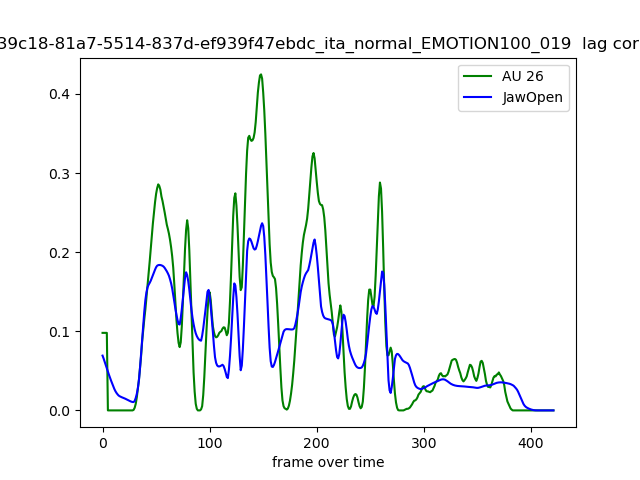 39c18-81a7-5514-837d-ef939f47ebdc_ita_normal_EMOTION100_019 lag cor
AU 26
JawOpen
0.4
0.3
0.2
0.1
0.0
0 100 200 300 400
frame over time